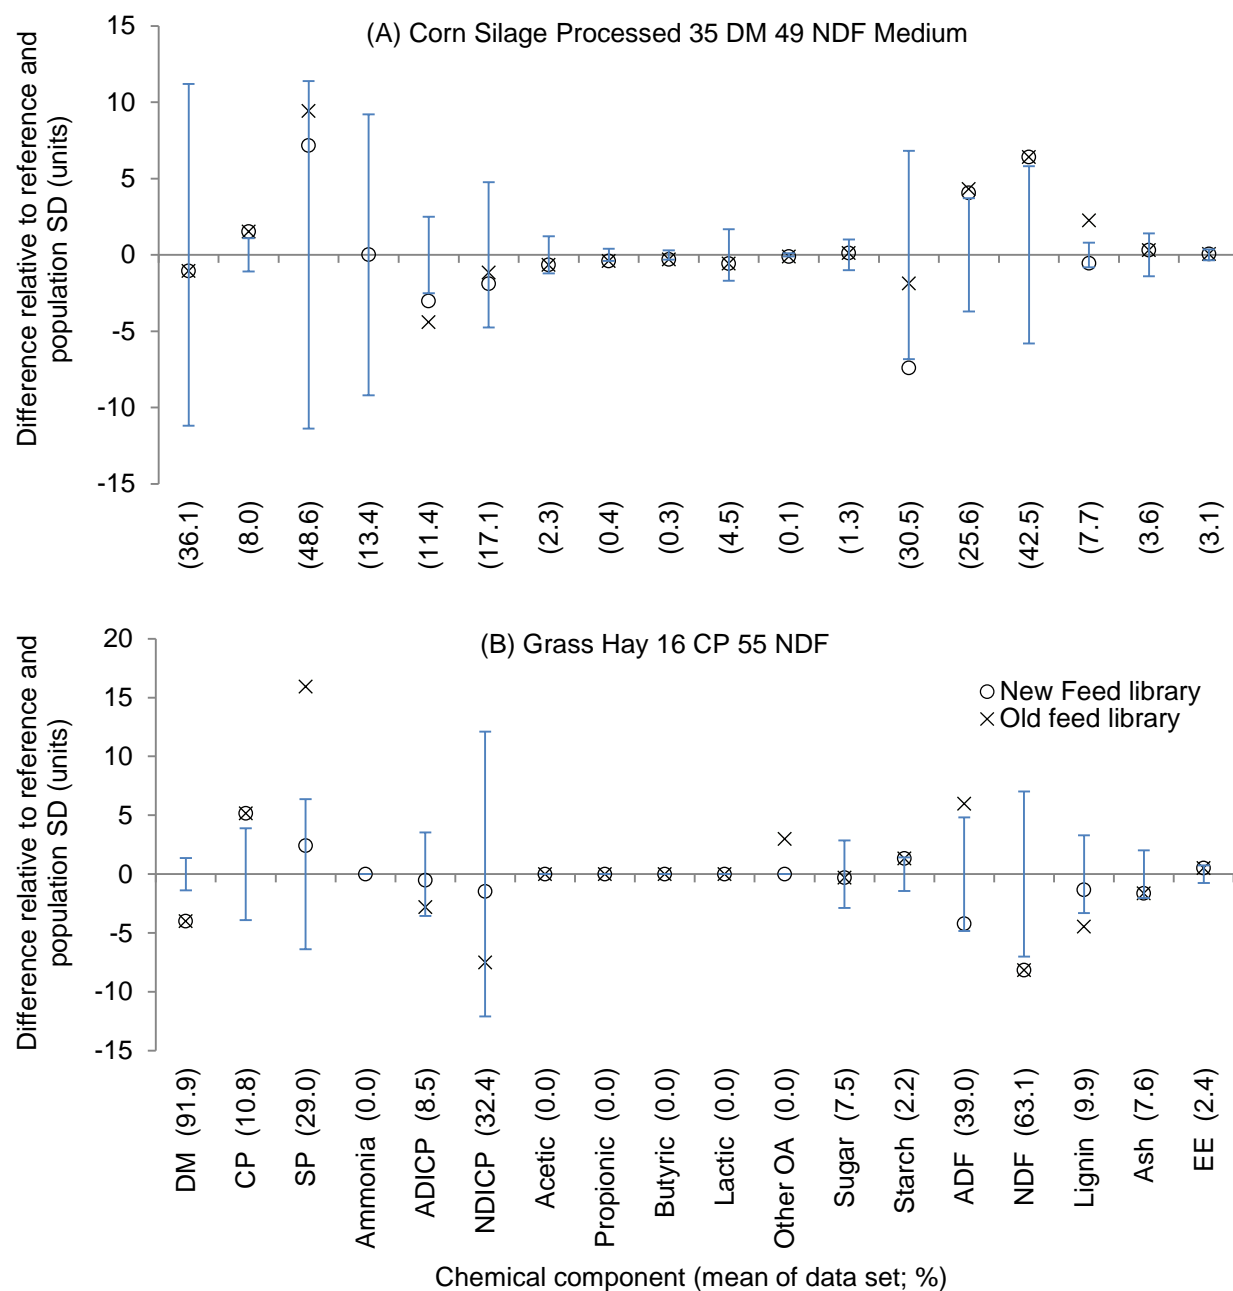 (A) Corn Silage Processed 35 DM 49 NDF Medium
Difference relative to reference and
population SD (units)
15
10
5
0
-5
-10
-15
(36.1)
(8.0)
(48.6)
(13.4)
(11.4)
(17.1)
(2.3)
(0.4)
(0.3)
(4.5)
(0.1)
(1.3)
(30.5)
(25.6)
(42.5)
(7.7)
(3.6)
(3.1)
(B) Grass Hay 16 CP 55 NDF
Difference relative to reference and
population SD (units)
20
15
10
5
0
-5
-10
-15
New Feed library
Old feed library
DM (91.9)
CP (10.8)
SP (29.0)
Ammonia (0.0)
ADICP (8.5)
NDICP (32.4)
Acetic (0.0)
Propionic (0.0)
Butyric (0.0)
Lactic (0.0)
Other OA (0.0)
Sugar (7.5)
Starch (2.2)
ADF (39.0)
NDF (63.1)
Lignin (9.9)
Ash (7.6)
EE (2.4)
Chemical component (mean of data set; %)